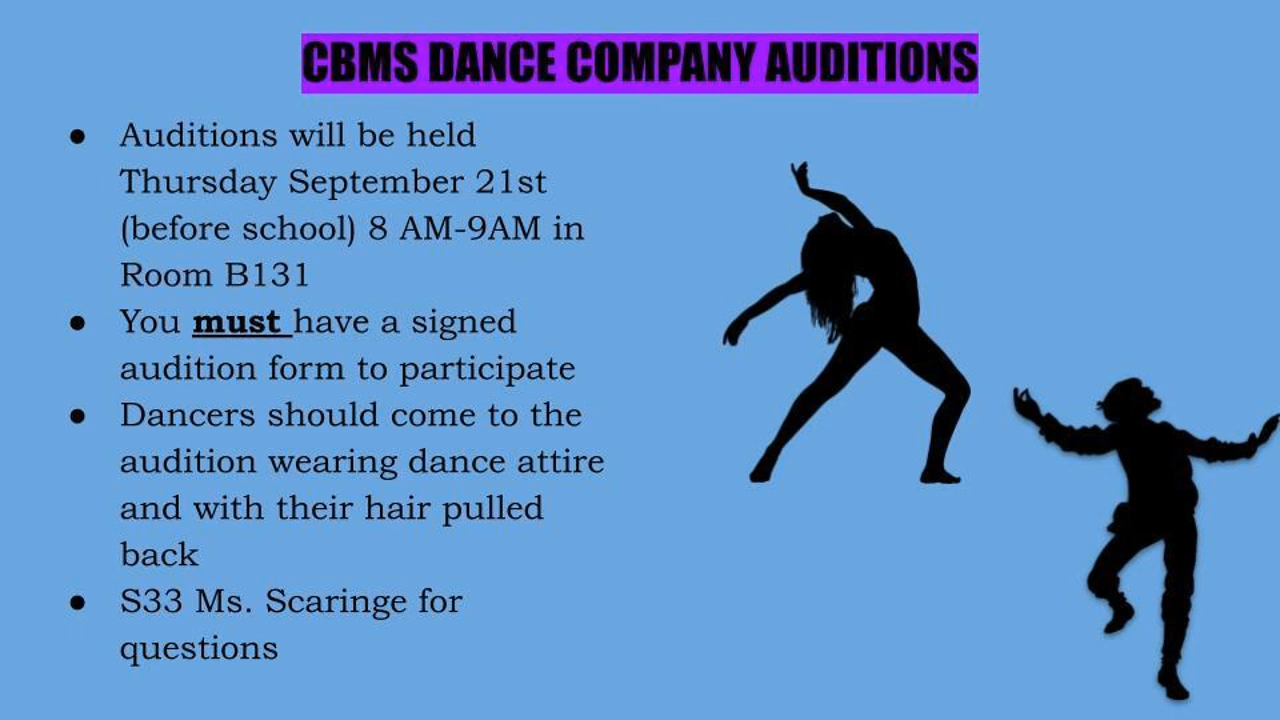 CBMS DANCE COMPANY AUDITIONS
● Auditions will be held
Thursday September 21st
(before school) 8 AM-9AM in
Room B131
● You must have a signed
audition form to participate
● Dancers should come to the
audition wearing dance attire
and with their hair pulled
back
● S33 Ms. Scaringe for
questions